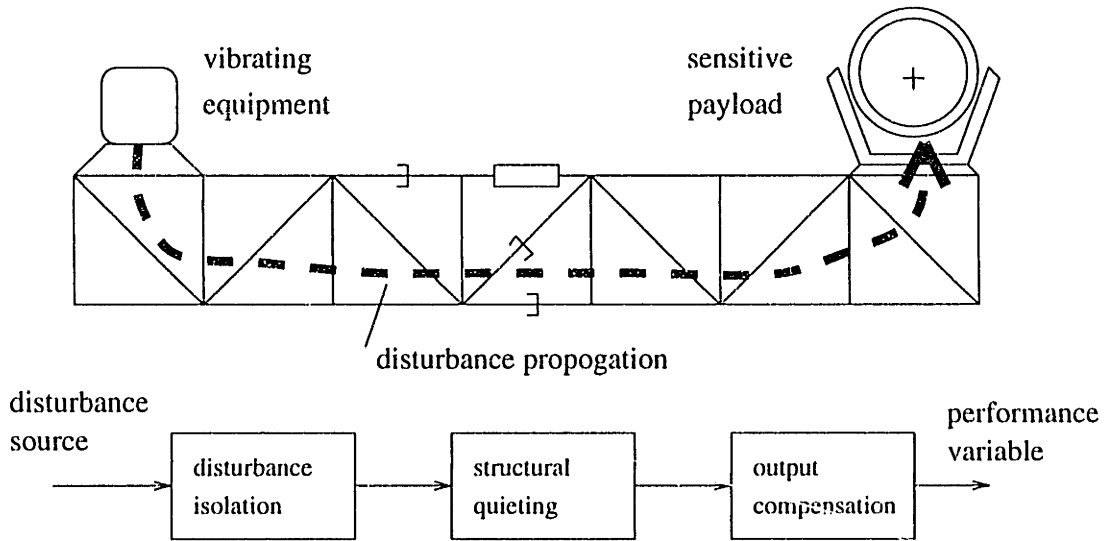 vibrating
equipment
sensitive
payload
disturbance propogation
disturbance
source
disturbance
isolation
structural
quieting
output
compensation
performance
variable